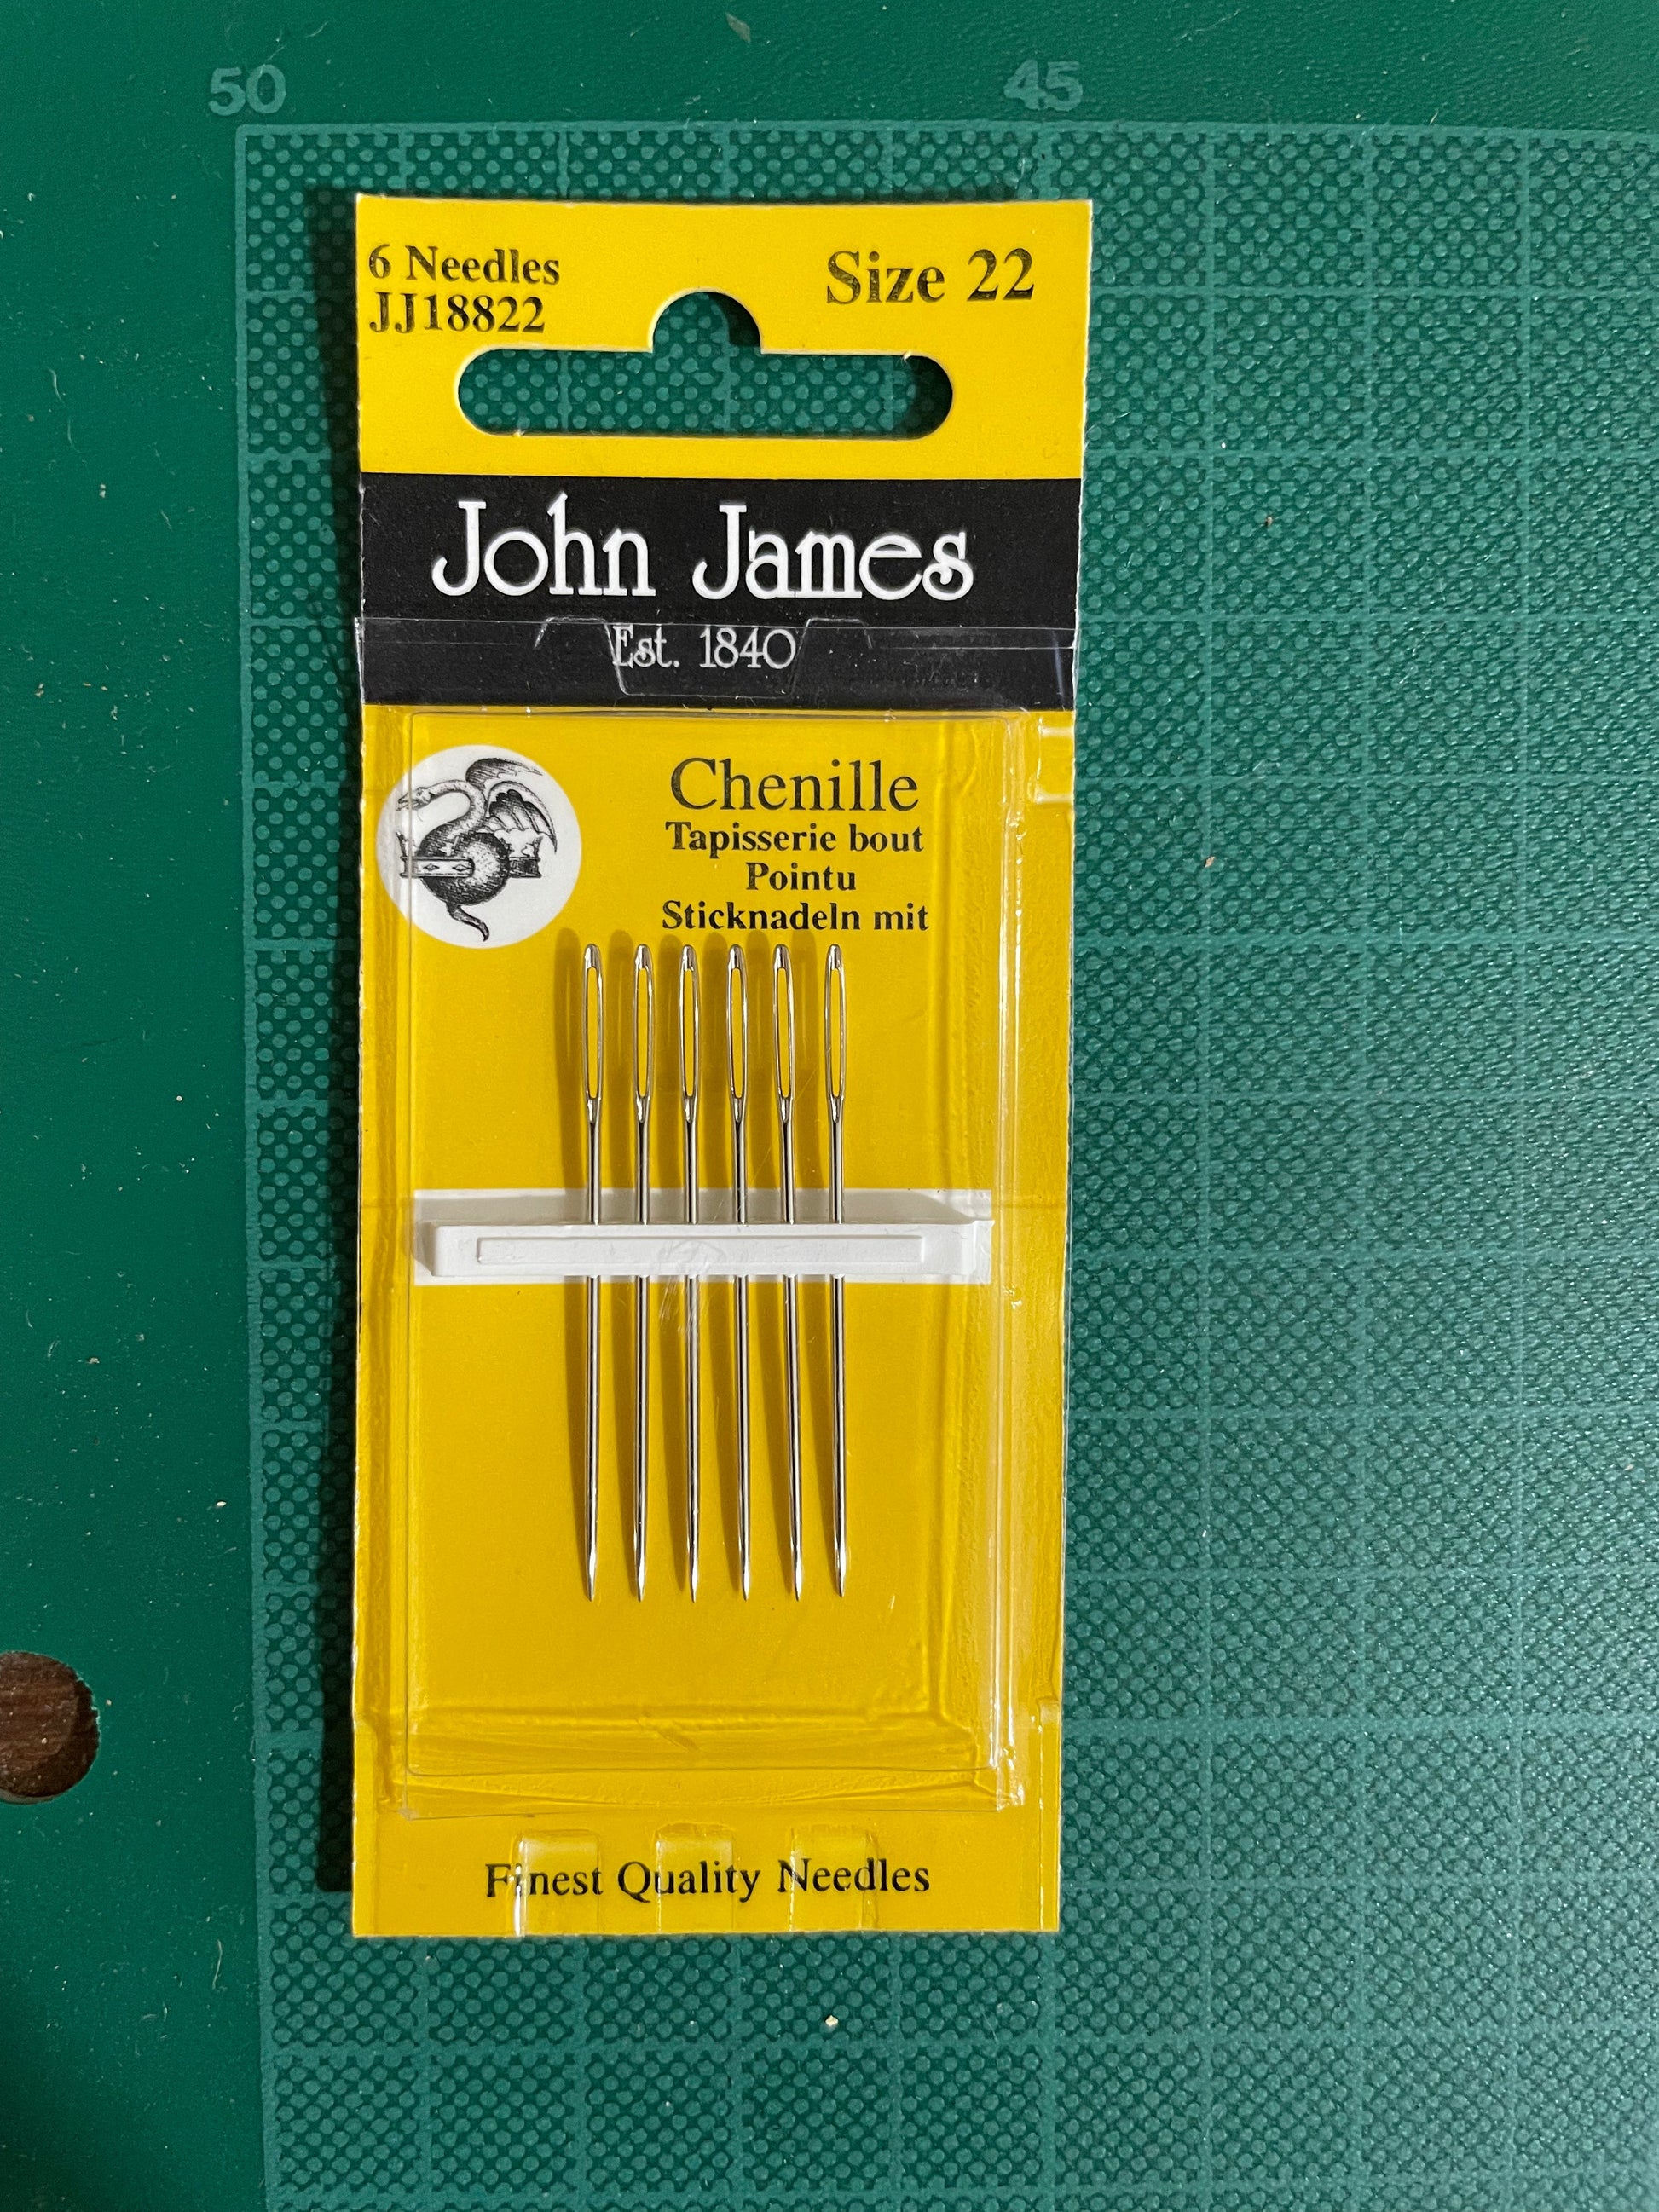 50
45
6 Needles
JJ18822
Size 22
John James
Est. 1840
Chenille
Tapisserie bout
Pointu
Sticknadeln mit
Finest Quality Needles